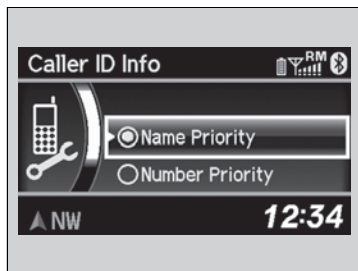 Caller ID Info
RM
Name Priority
Number Priority
NW
12:34